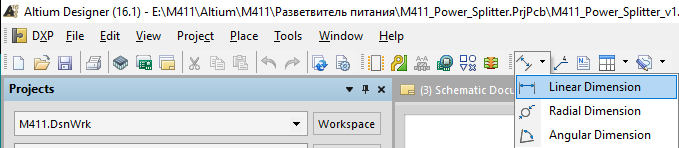 Altium Designer (16.1) - E:\M411\Altium\M411\Разветвитель питания\M411_Power_Splitter.PrjPcb\M411_Power_Splitter_v1.
DXP File Edit View Project Place Tools Window Help
Projects
(3) Schematic Docu
Linear Dimension
M411.DsnWrk Workspace
Radial Dimension
Angular Dimension